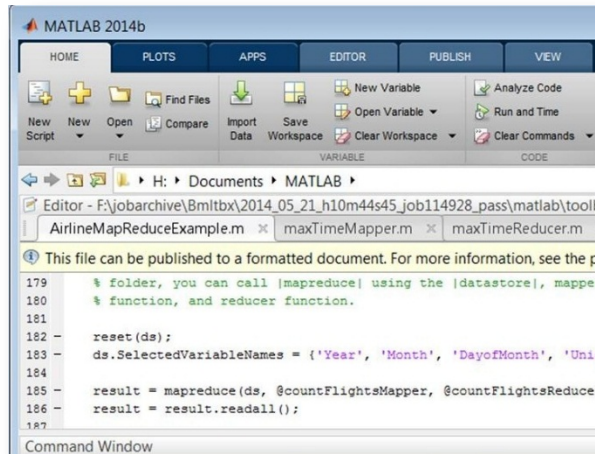 MATLAB 2014b
HOME PLOTS APPS EDITOR PUBLISH VIEW
New Script New Open Find Files Compare Import Data Save Workspace New Variable Open Variable Clear Workspace Analyze Code Run and Time Clear Commands
FILE VARIABLE CODE
H: Documents MATLAB
Editor - F:\jobarchive\Bmltbx\2014_05_21_h10m44s45_job114928_pass\matlab\tool
AirlineMapReduceExample.m maxTimeMapper.m maxTimeReducer.m
This file can be published to a formatted document. For more information, see the p
179 % folder, you can call |mapreduce| using the |datastore|, mappe
180 % function, and reducer function.
181
182 - reset(ds);
183 - ds.SelectedVariableNames = {'Year', 'Month', 'DayofMonth', 'Uni
184
185 - result = mapreduce(ds, @countFlightsMapper, @countFlightsReduce
186 - result = result.readall();
187
Command Window